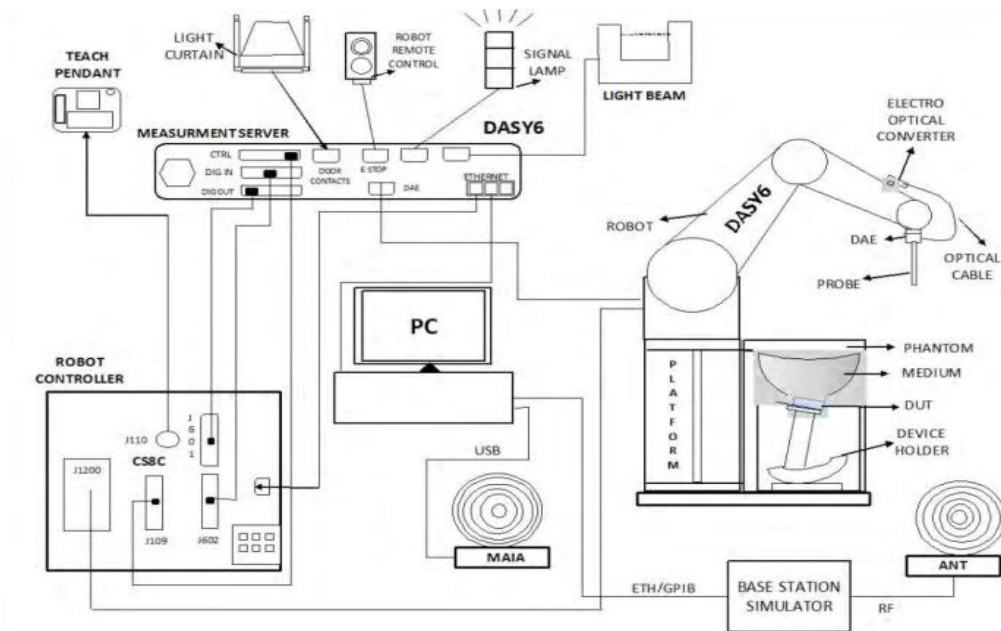 LIGHT
CURTAIN
ROBOT
REMOTE
CONTROL
SIGNAL
LAMP
LIGHT BEAM
TEACH
PENDANT
MEASURMENT SERVER
DASY6
CTRL
DIG IN
DIG OUT
DOOR
CONTACTS
E STOP
DAE
ETHERNET
ELECTRO
OPTICAL
CONVERTER
ROBOT
DASY6
DAE
OPTICAL
CABLE
PROBE
PC
PLATFORM
PHANTOM
MEDIUM
DUT
DEVICE
HOLDER
ROBOT
CONTROLLER
J110
J601
CS8C
J1200
J109
J602
USB
MAIA
ETH/GPIB
BASE STATION
SIMULATOR
RF
ANT